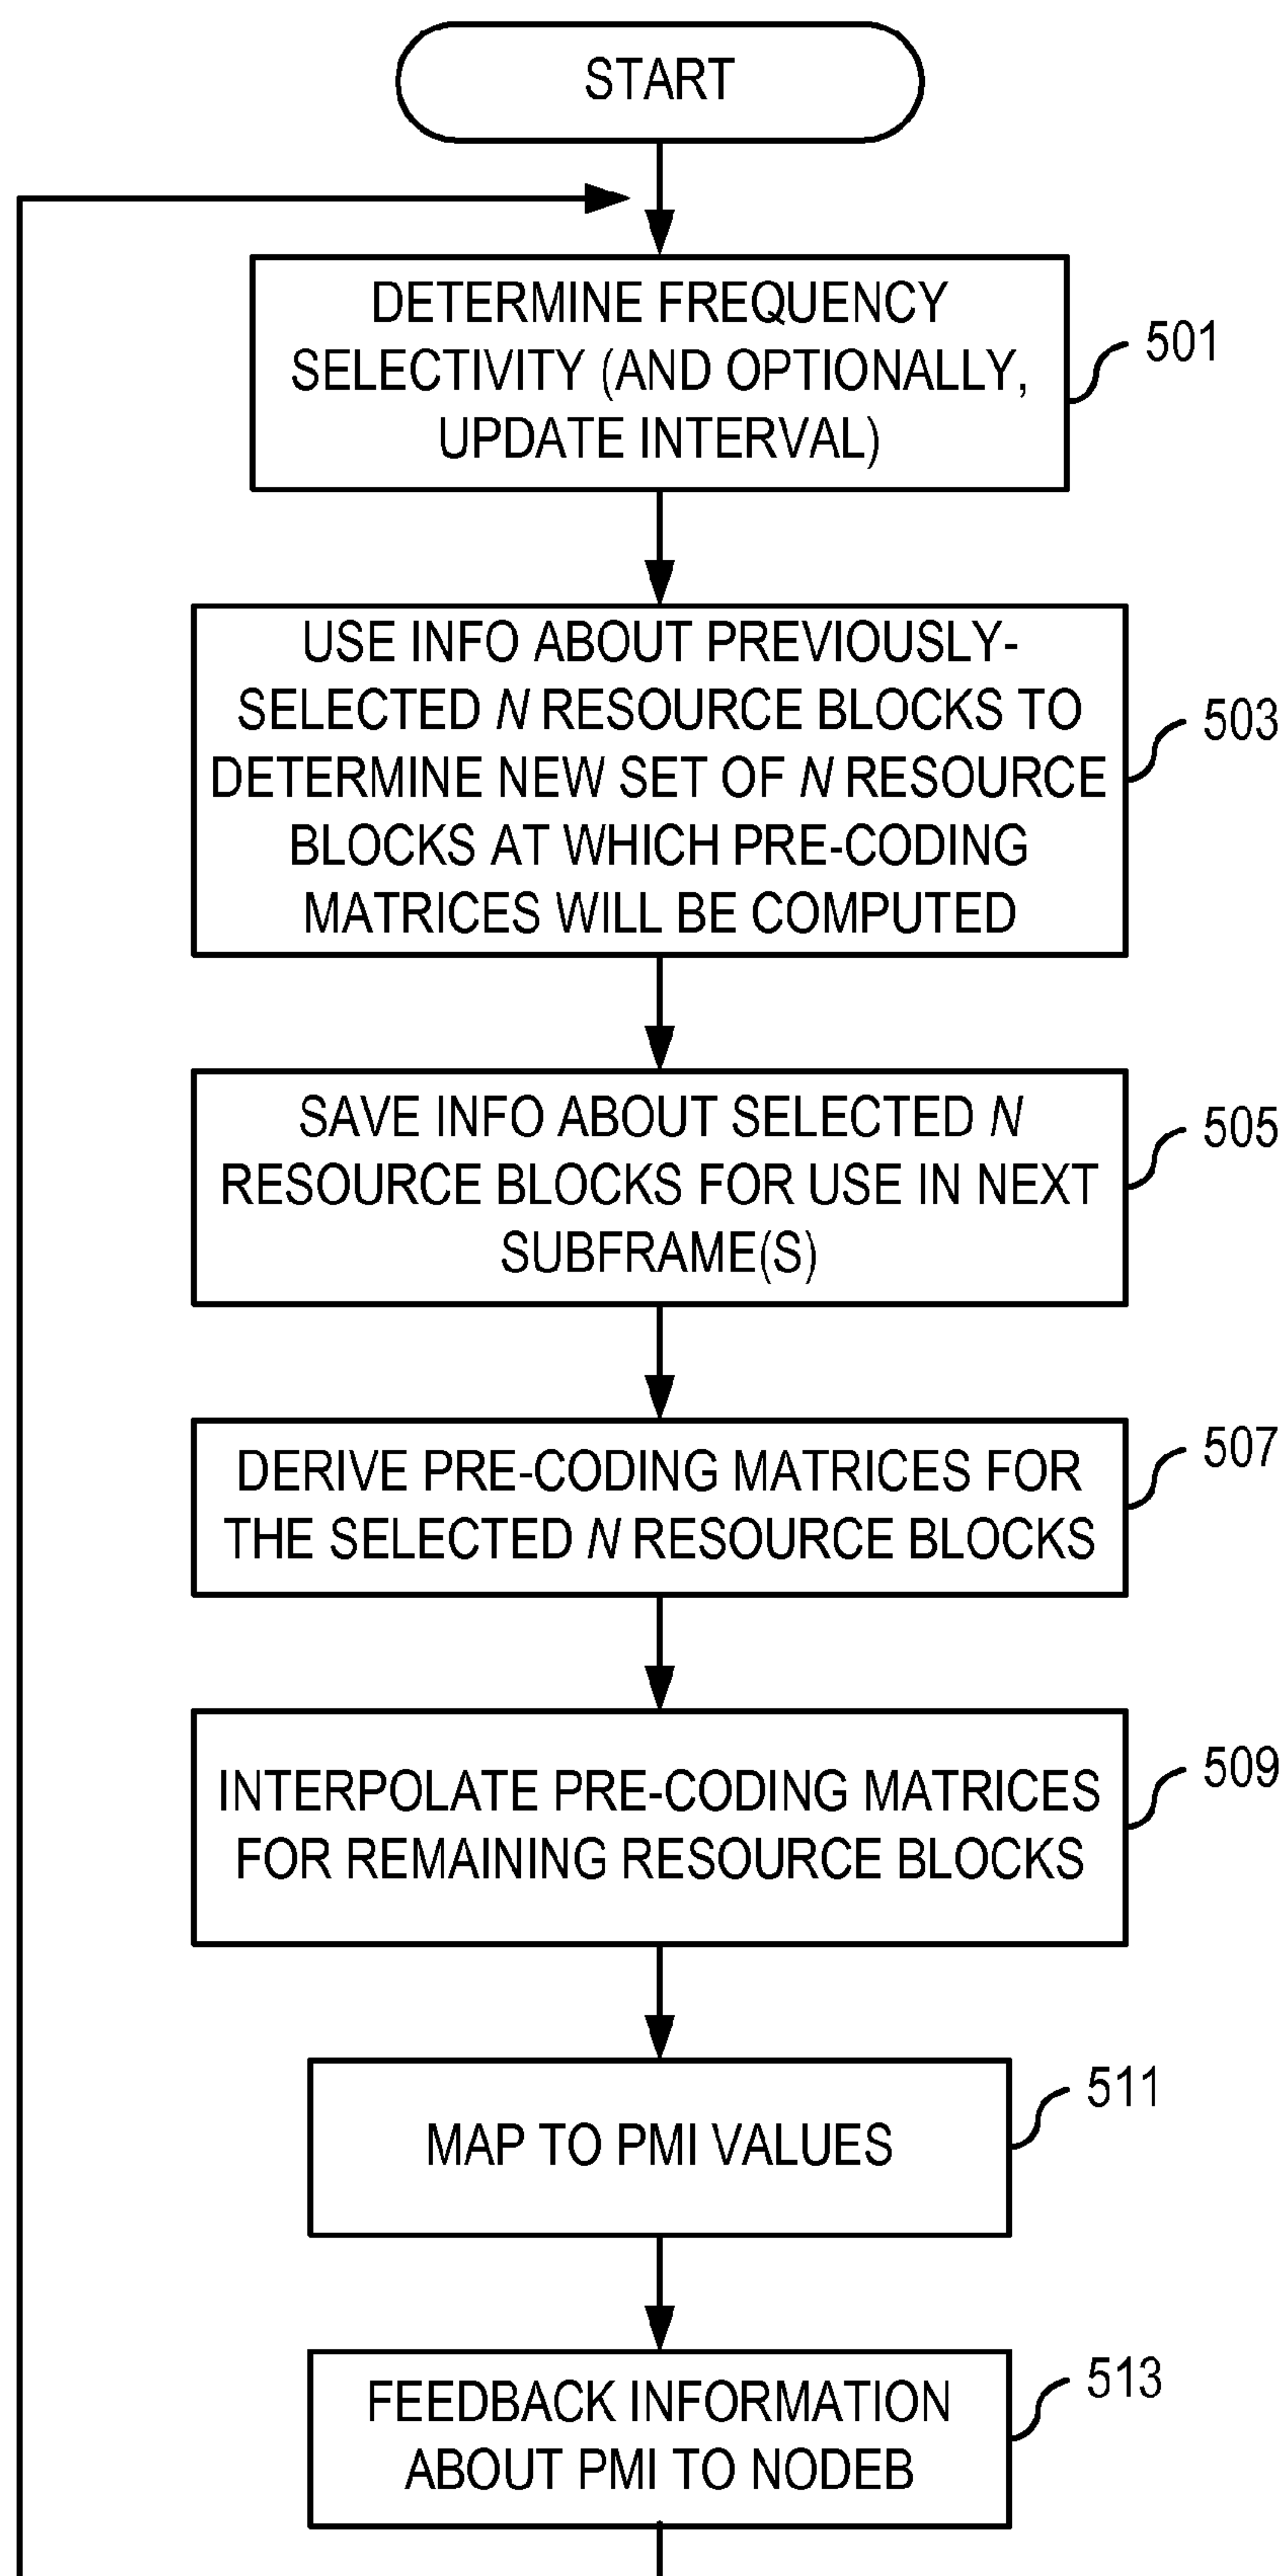 START
DETERMINE FREQUENCY
SELECTIVITY (AND OPTIONALLY,
UPDATE INTERVAL)
501
USE INFO ABOUT PREVIOUSLY-
SELECTED N RESOURCE BLOCKS TO
DETERMINE NEW SET OF N RESOURCE
BLOCKS AT WHICH PRE-CODING
MATRICES WILL BE COMPUTED
503
SAVE INFO ABOUT SELECTED N
RESOURCE BLOCKS FOR USE IN NEXT
SUBFRAME(S)
505
DERIVE PRE-CODING MATRICES FOR
THE SELECTED N RESOURCE BLOCKS
507
INTERPOLATE PRE-CODING MATRICES
FOR REMAINING RESOURCE BLOCKS
509
MAP TO PMI VALUES
511
FEEDBACK INFORMATION
ABOUT PMI TO NODEB
513